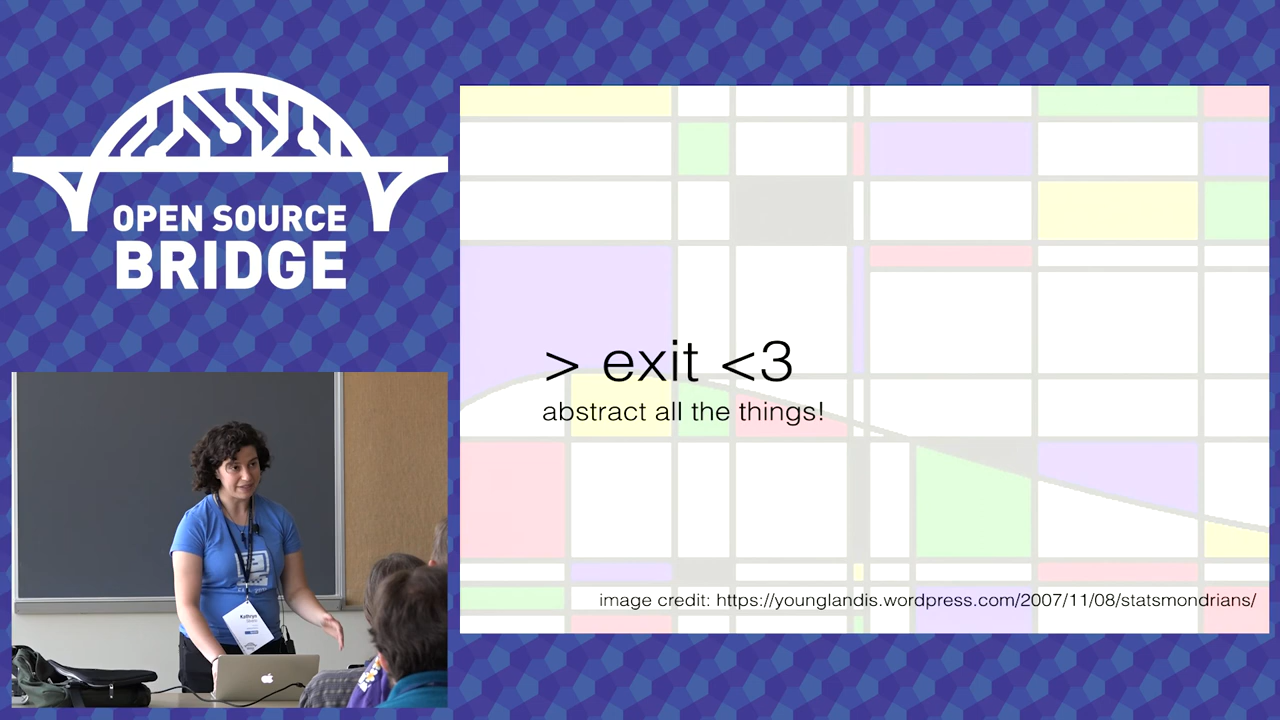 OPEN SOURCE
BRIDGE
> exit <3
abstract all the things!
image credit: https://younglandis.wordpress.com/2007/11/08/statsmondrians/
Kathryn